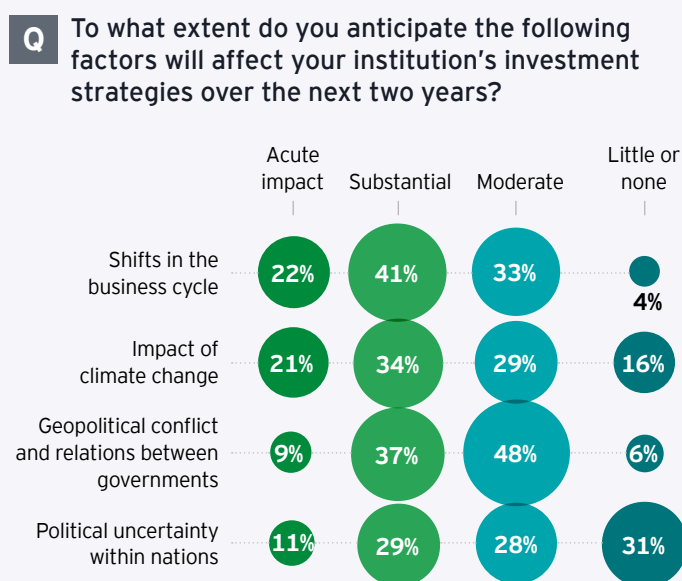 Q
To what extent do you anticipate the following
factors will affect your institution’s investment
strategies over the next two years?
Acute
impact
Substantial
Moderate
Little or
none
Shifts in the
business cycle
22%
41%
33%
4%
Impact of
climate change
21%
34%
29%
16%
Geopolitical conflict
and relations between
governments
9%
37%
48%
6%
Political uncertainty
within nations
11%
29%
28%
31%